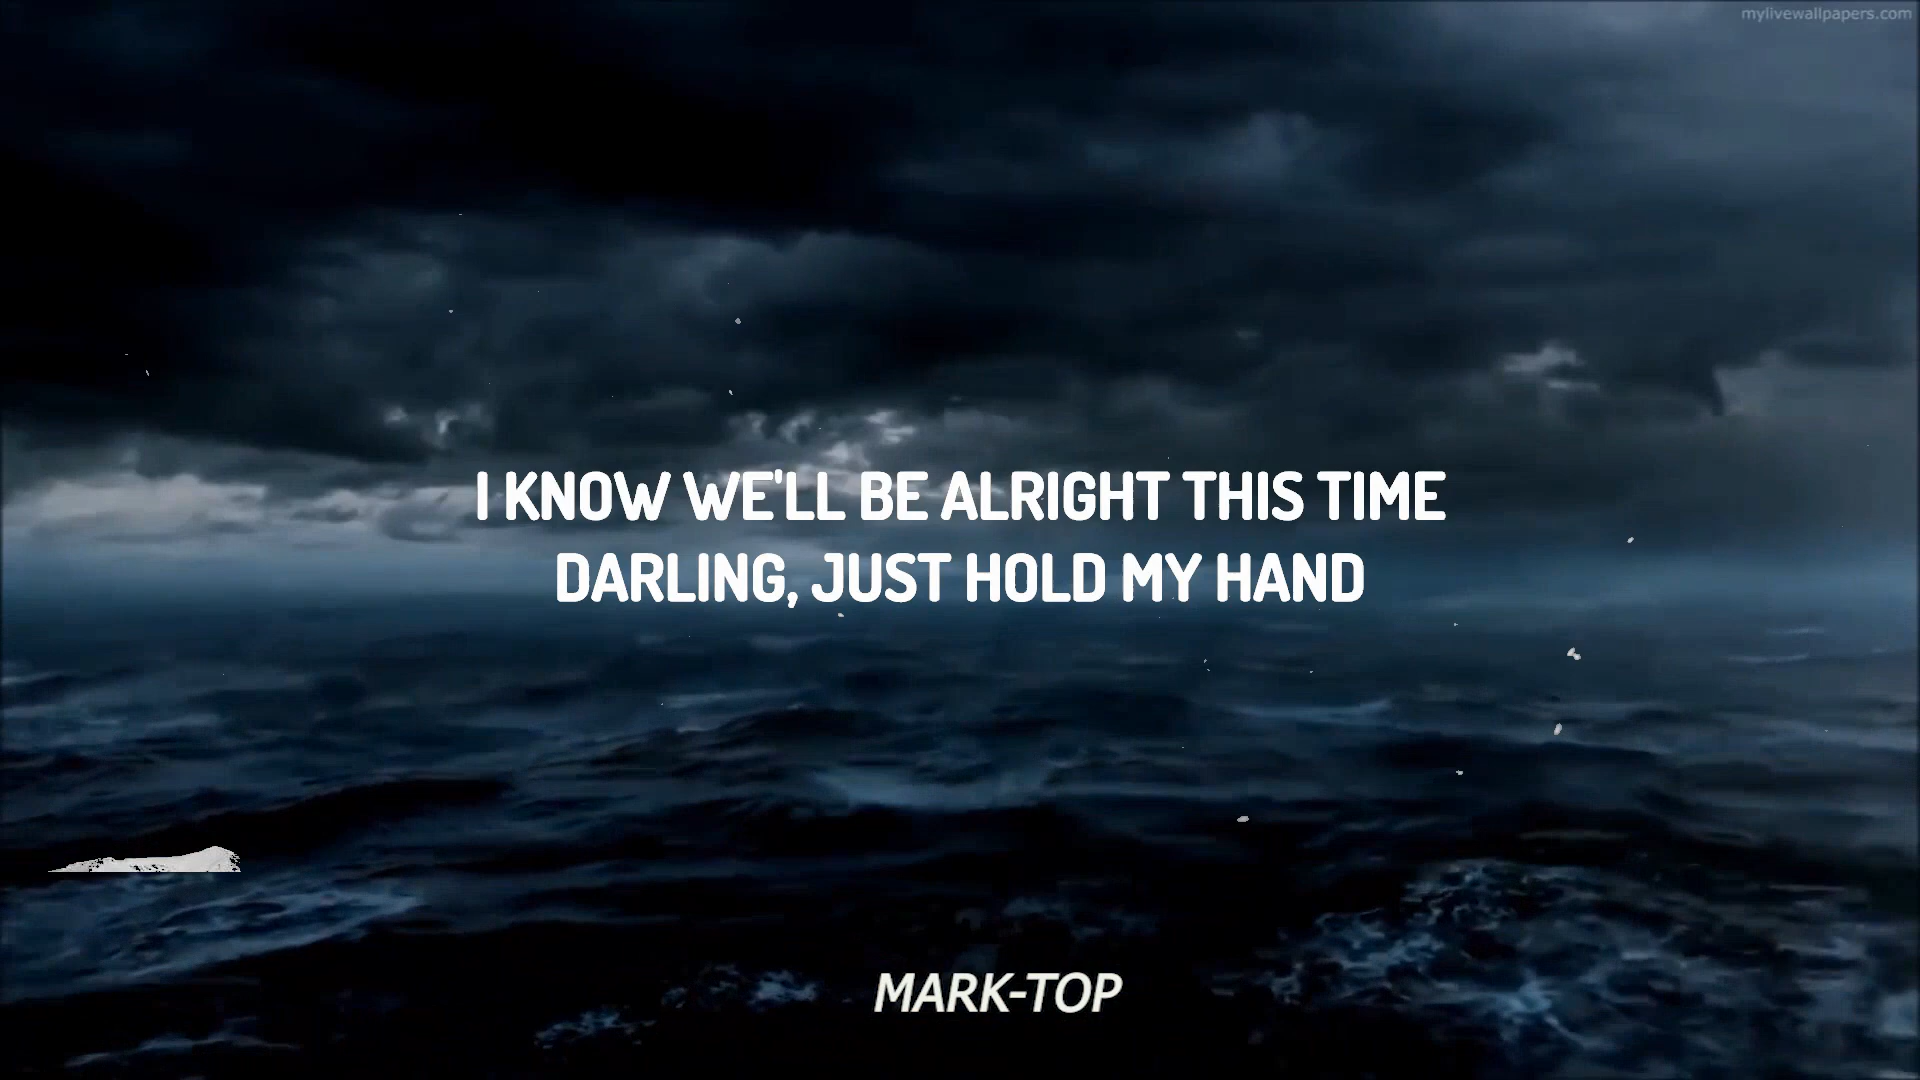 mylivewallpapers.com
I KNOW WE'LL BE ALRIGHT THIS TIME
DARLING, JUST HOLD MY HAND
MARK-TOP